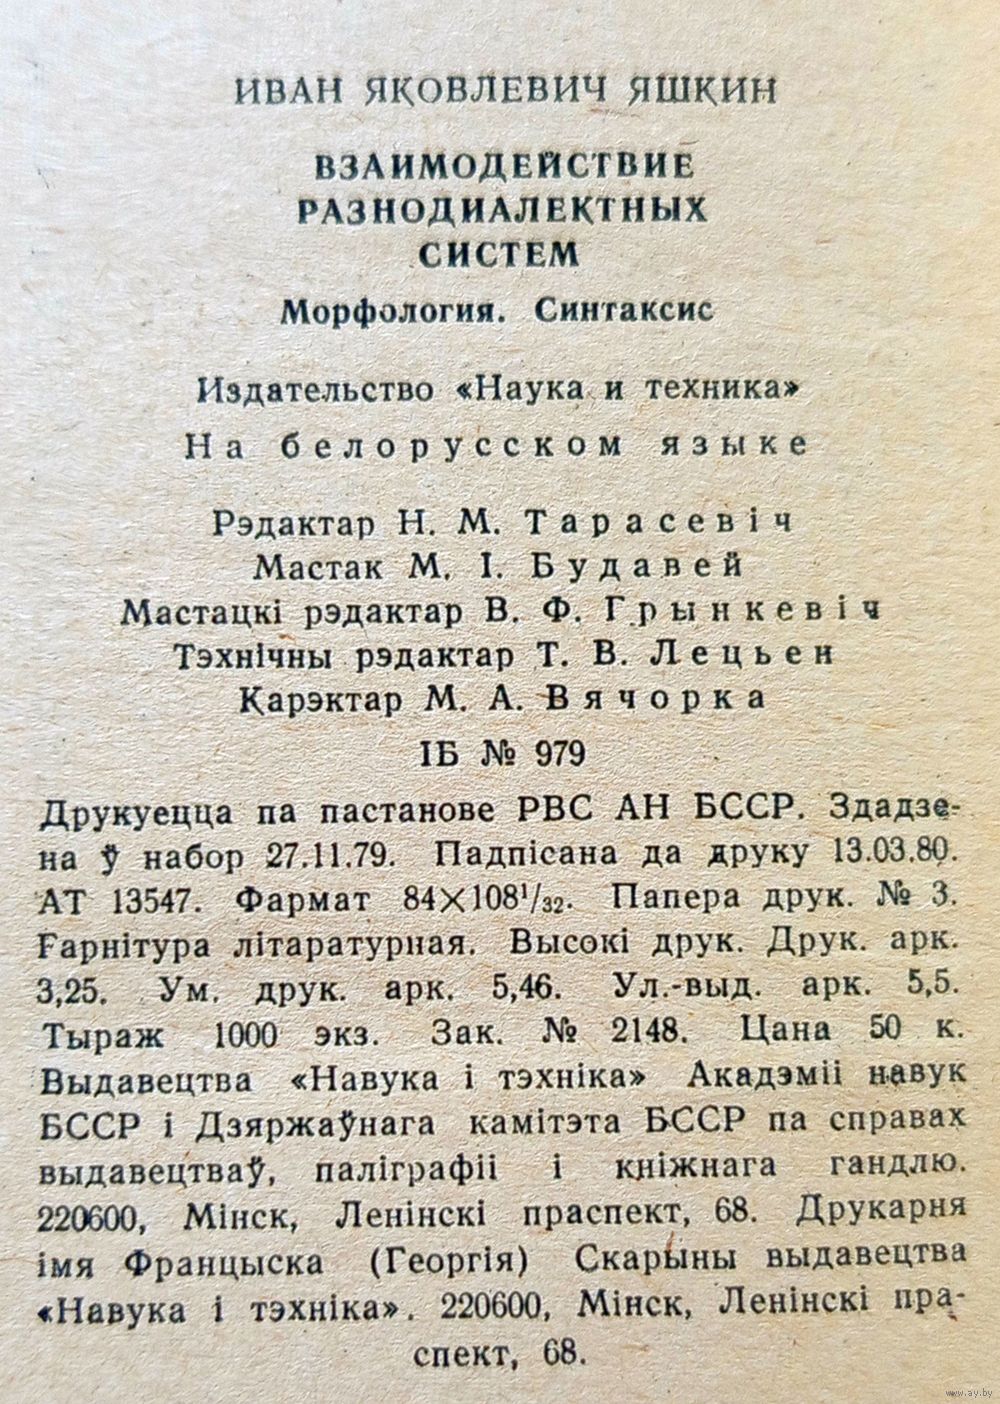 ИВАН ЯКОВЛЕВИЧ ЯШКИН
ВЗАИМОДЕЙСТВИЕ
РАЗНОДИАЛЕКТНЫХ
СИСТЕМ
Морфология. Синтаксис
Издательство «Наука и техника»
На белорусском языке
Рэдактар Н. М. Тарасевіч
Мастак М. І. Будавей
Мастацкі рэдактар В. Ф. Грынкевіч
Тэхнічны рэдактар Т. В. Лецьен
Карэктар М. А. Вячорка
ІБ № 979
Друкуецца па пастанове РВС АН БССР. Здадзе-
на ў набор 27.11.79. Падпісана да друку 13.03.80.
АТ 13547. Фармат 84×108¹/₃₂. Папера друк. № 3.
Гарнітура літаратурная. Высокі друк. Друк. арк.
3,25. Ум. друк. арк. 5,46. Ул.-выд. арк. 5,5.
Тыраж 1000 экз. Зак. № 2148. Цана 50 к.
Выдавецтва «Навука і тэхніка» Акадэміі навук
БССР і Дзяржаўнага камітэта БССР па справах
выдавецтваў, паліграфіі і кніжнага гандлю.
220600, Мінск, Ленінскі праспект, 68. Друкарня
імя Францыска (Георгія) Скарыны выдавецтва
«Навука і тэхніка». 220600, Мінск, Ленінскі пра-
спект, 68.
www.ay.by